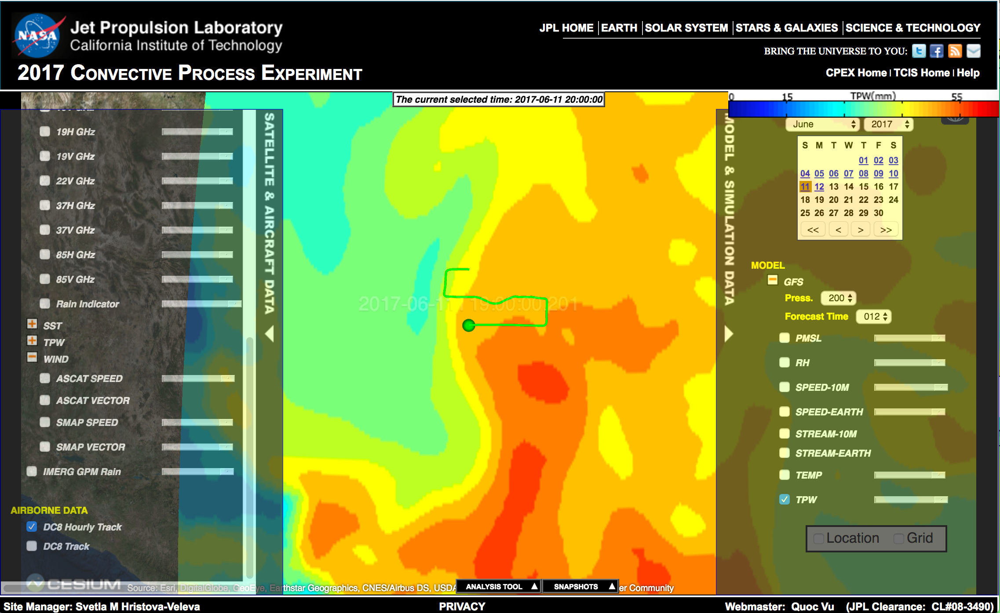 NASA
Jet Propulsion Laboratory
California Institute of Technology
2017 CONVECTIVE PROCESS EXPERIMENT
JPL HOME | EARTH | SOLAR SYSTEM | STARS & GALAXIES | SCIENCE & TECHNOLOGY
BRING THE UNIVERSE TO YOU:
CPEX Home | TCIS Home | Help
The current selected time: 2017-06-11 20:00:00
0 15 TPW(mm) 55
19H GHz
19V GHz
22V GHz
37H GHz
37V GHz
85H GHz
85V GHz
Rain Indicator
SST
TPW
WIND
ASCAT SPEED
ASCAT VECTOR
SMAP SPEED
SMAP VECTOR
IMERG GPM Rain
AIRBORNE DATA
DC8 Hourly Track
DC8 Track
SATELLITE & AIRCRAFT DATA
2017-06-11 19:00:00.201
MODEL & SIMULATION DATA
June 2017
S M T W T F S
01 02 03
04 05 06 07 08 09 10
11 12 13 14 15 16 17
18 19 20 21 22 23 24
25 26 27 28 29 30
<< < > >>
MODEL
GFS
Press. 200
Forecast Time 012
PMSL
RH
SPEED-10M
SPEED-EARTH
STREAM-10M
STREAM-EARTH
TEMP
TPW
Location Grid
CESIUM
Source: Esri, DigitalGlobe, GeoEye, Earthstar Geographics, CNES/Airbus DS, USDA
ANALYSIS TOOL ▲ SNAPSHOTS ▲
er Community
Site Manager: Svetla M Hristova-Veleva
PRIVACY
Webmaster: Quoc Vu (JPL Clearance: CL#08-3490)